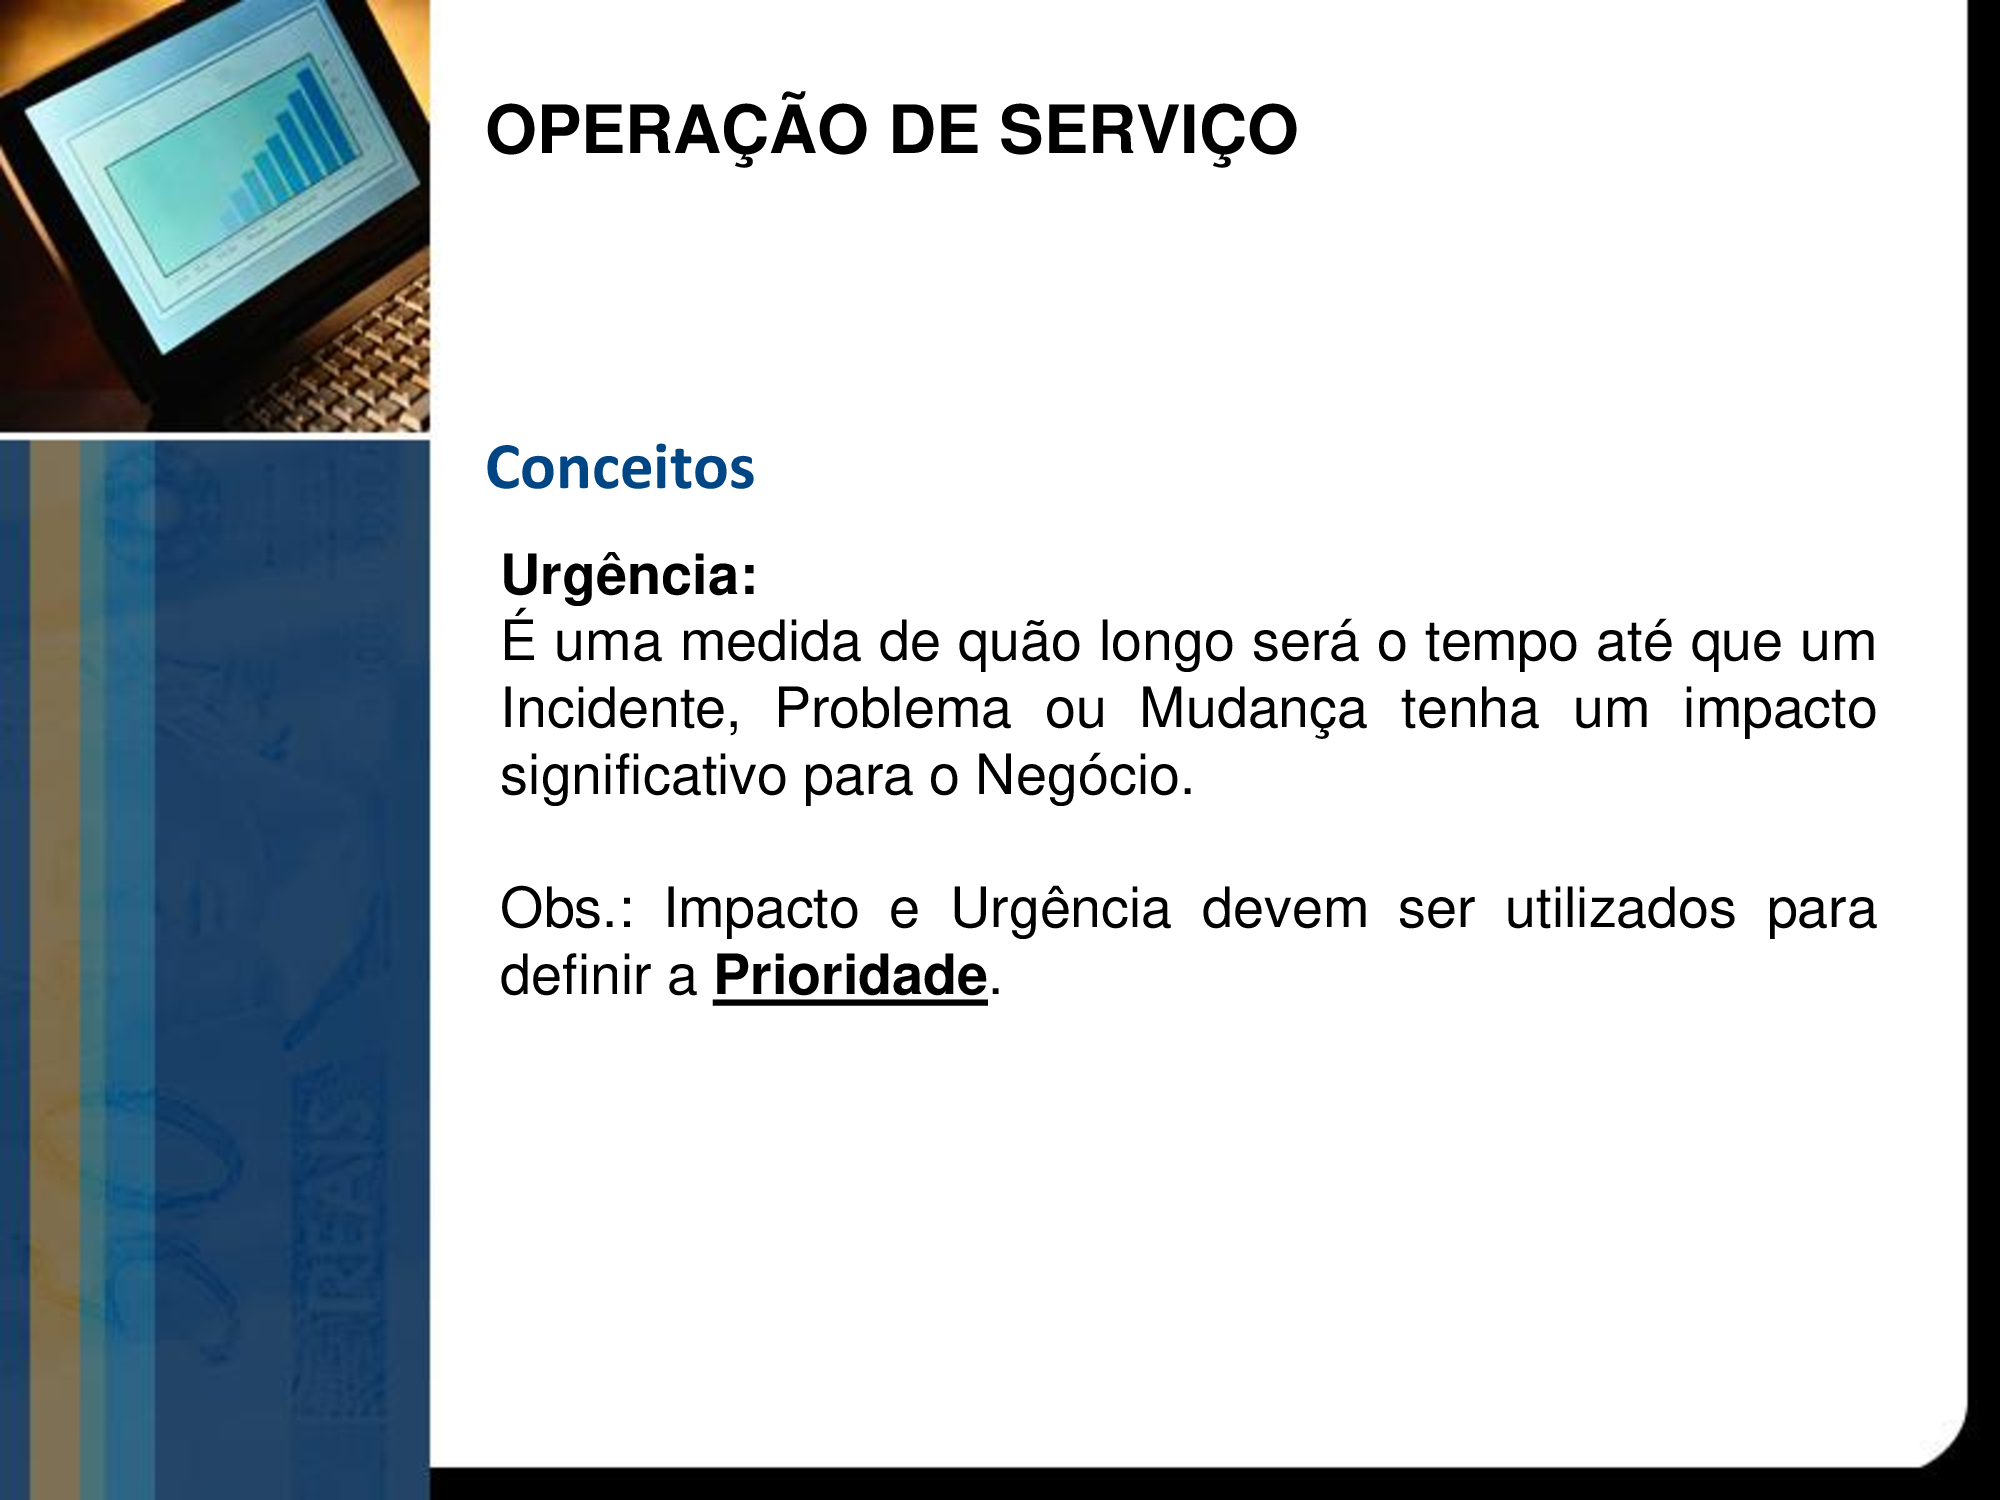 OPERAÇÃO DE SERVIÇO
Conceitos
Urgência:
É uma medida de quão longo será o tempo até que um
Incidente, Problema ou Mudança tenha um impacto
significativo para o Negócio.
Obs.: Impacto e Urgência devem ser utilizados para
definir a Prioridade.
REAIS